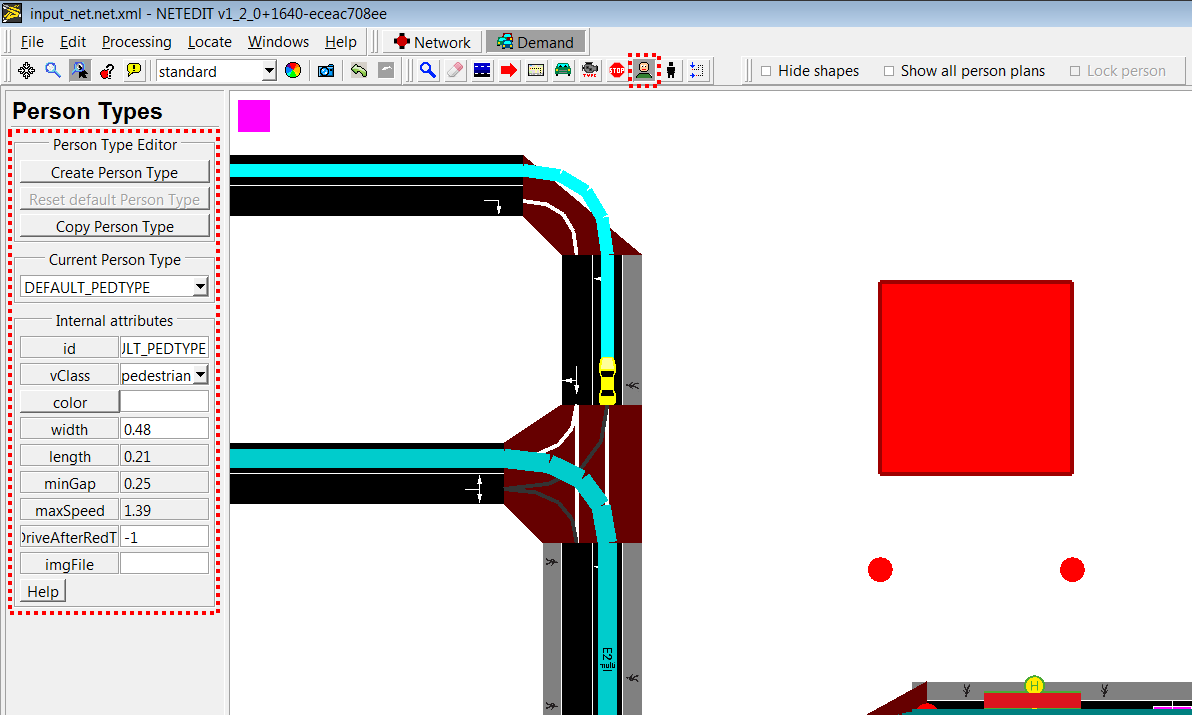 input_net.net.xml - NETEDIT v1_2_0+1640-eceac708ee
File Edit Processing Locate Windows Help Network Demand
standard TYPE STOP Hide shapes Show all person plans Lock person
Person Types
Person Type Editor
Create Person Type
Reset default Person Type
Copy Person Type
Current Person Type
DEFAULT_PEDTYPE
Internal attributes
id JLT_PEDTYPE
vClass pedestrian
color
width 0.48
length 0.21
minGap 0.25
maxSpeed 1.39
DriveAfterRedT -1
imgFile
Help
E2
multi
H